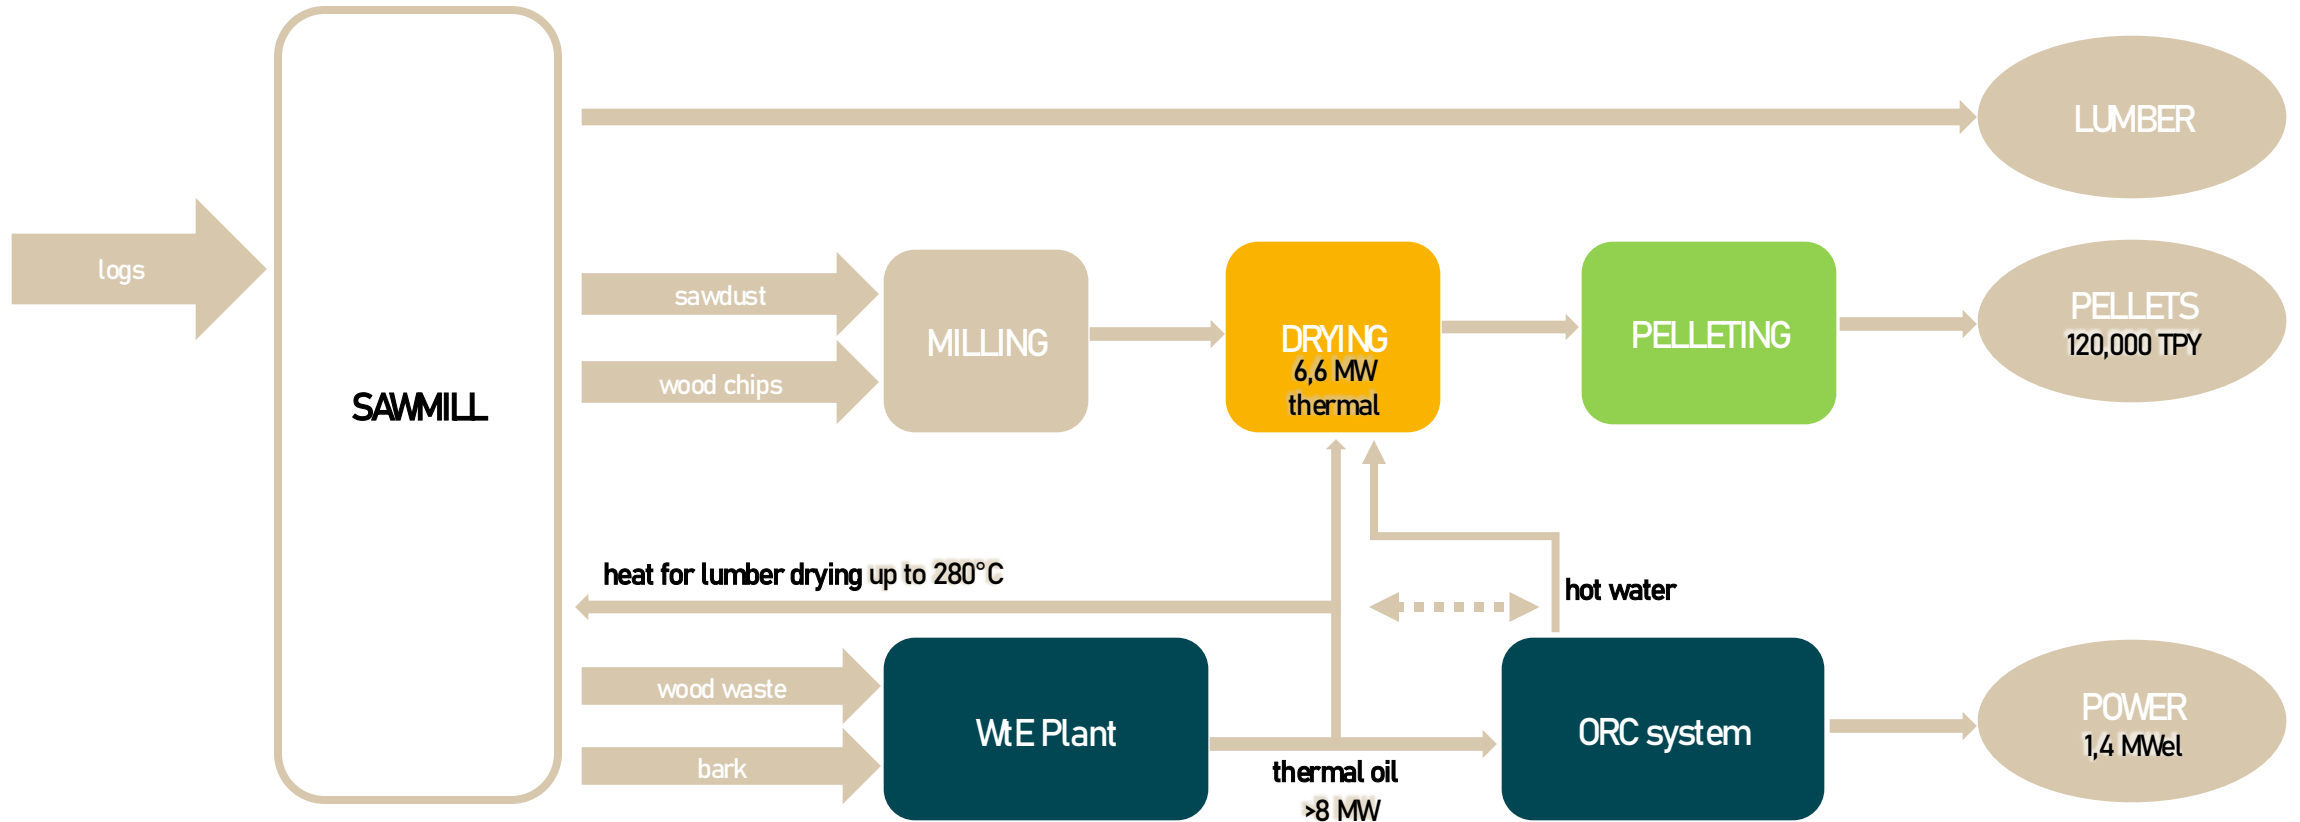 LUMBER
logs
sawdust
wood chips
MILLING
DRYING
6,6 MW
thermal
PELLETING
PELLETS
120,000 TPY
SAWMILL
heat for lumber drying up to 280°C
hot water
wood waste
bark
WtE Plant
thermal oil
>8 MW
ORC system
POWER
1,4 MWel